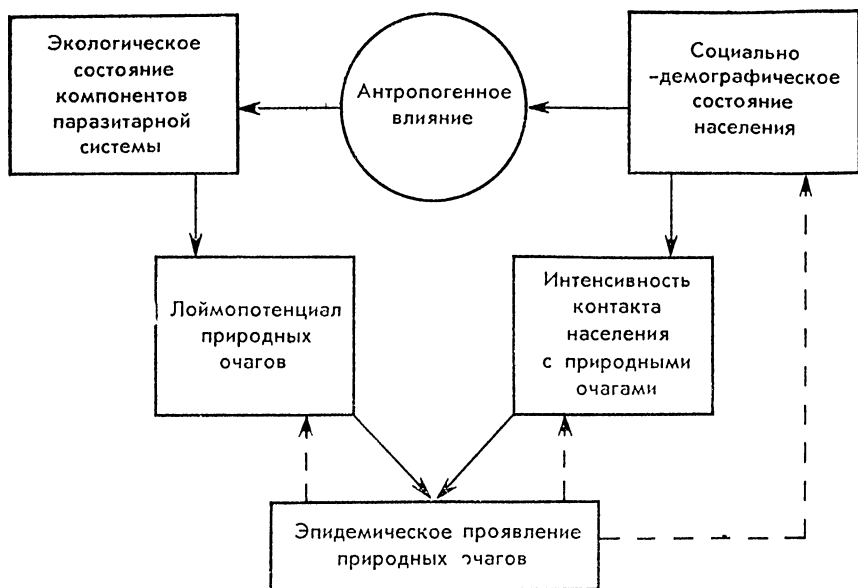 Экологическое
состояние
компонентов
паразитарной
системы
Антропогенное
влияние
Социально
-демографическое
состояние
населения
Лоймопотенциал
природных
очагов
Интенсивность
контакта
населения
с природными
очагами
Эпидемическое проявление
природных очагов